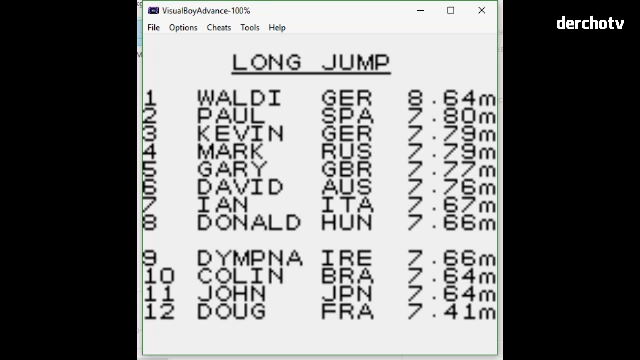 VisualBoyAdvance-100%
derchotv
File Options Cheats Tools Help
LONG JUMP
1 WALDI GER 8.64m
2 PAUL SPA 7.80m
3 KEVIN GER 7.79m
4 MARK RUS 7.79m
5 GARY GBR 7.77m
6 DAVID AUS 7.76m
7 IAN ITA 7.67m
8 DONALD HUN 7.66m
9 DYMPNA IRE 7.66m
10 COLIN BRA 7.64m
11 JOHN JPN 7.64m
12 DOUG FRA 7.41m